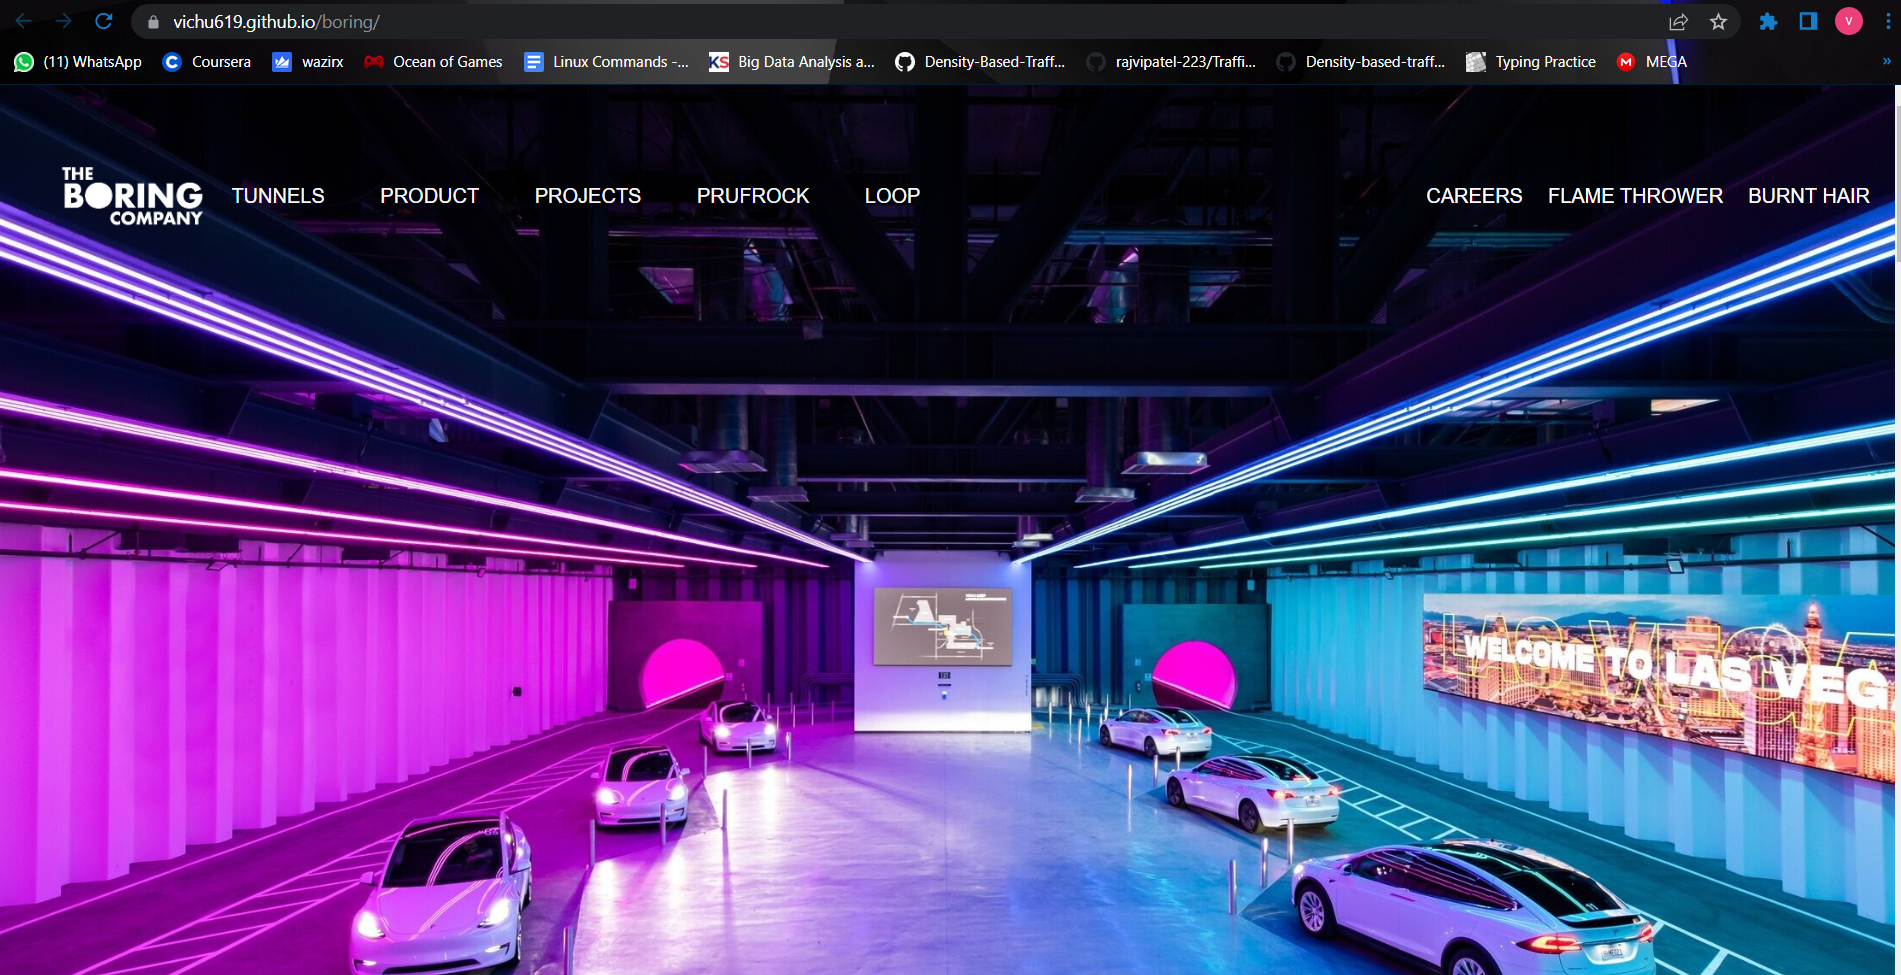 vichu619.github.io/boring/
V
(11) WhatsApp
Coursera
wazirx
Ocean of Games
Linux Commands -...
KS
Big Data Analysis a...
Density-Based-Traff...
rajvipatel-223/Traffi...
Density-based-traff...
Typing Practice
M
MEGA
»
THE
BORING
COMPANY
TUNNELS
PRODUCT
PROJECTS
PRUFROCK
LOOP
CAREERS
FLAME THROWER
BURNT HAIR
WELCOME TO LAS VEGA